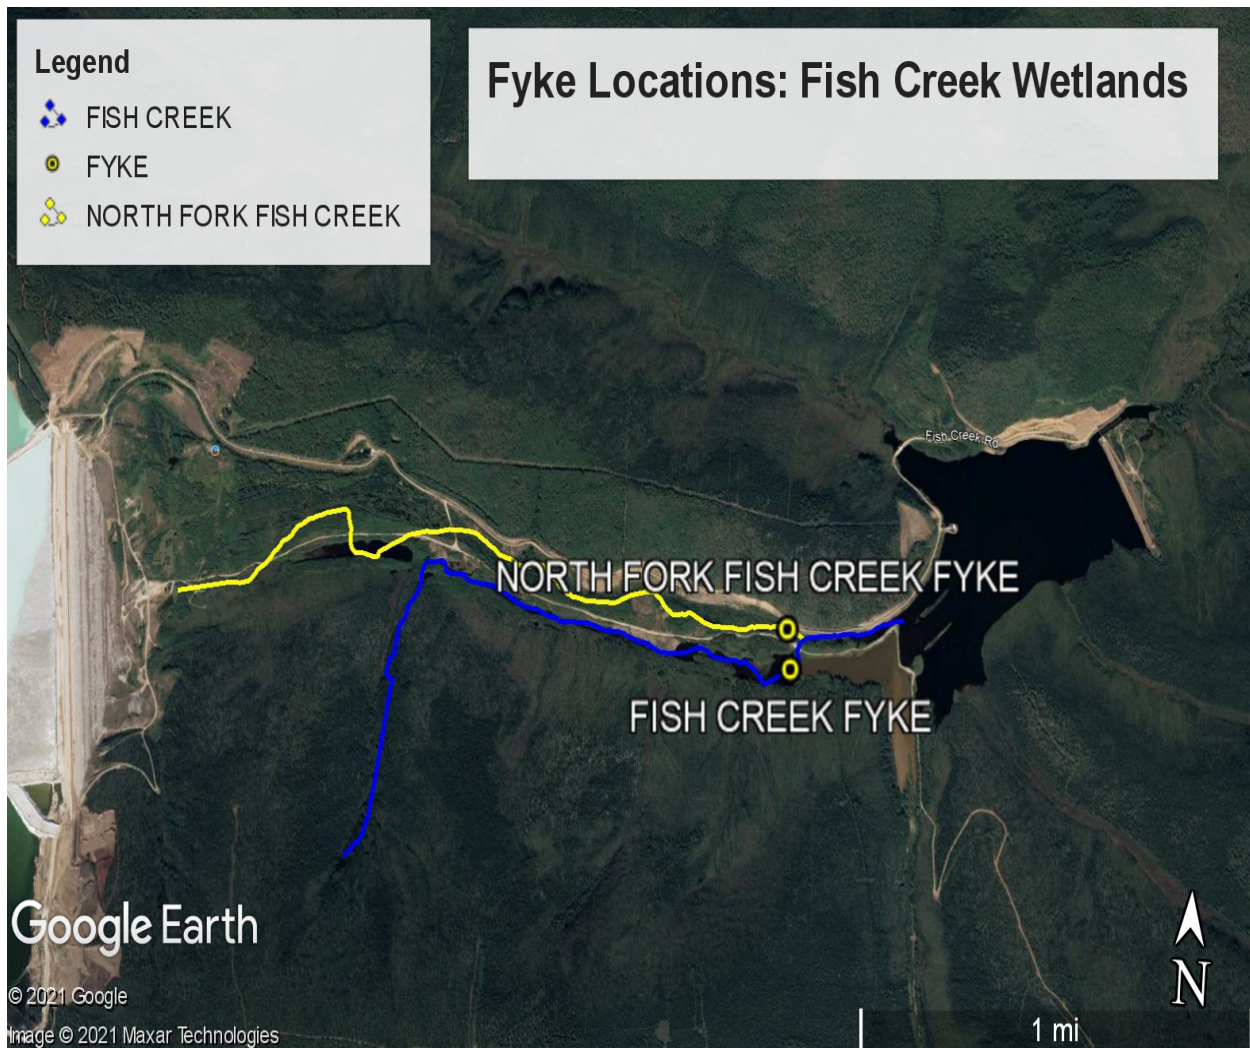 Legend
FISH CREEK
FYKE
NORTH FORK FISH CREEK
Fyke Locations: Fish Creek Wetlands
Fish Creek Rd
NORTH FORK FISH CREEK FYKE
FISH CREEK FYKE
Google Earth
© 2021 Google
Image © 2021 Maxar Technologies
N
1 mi